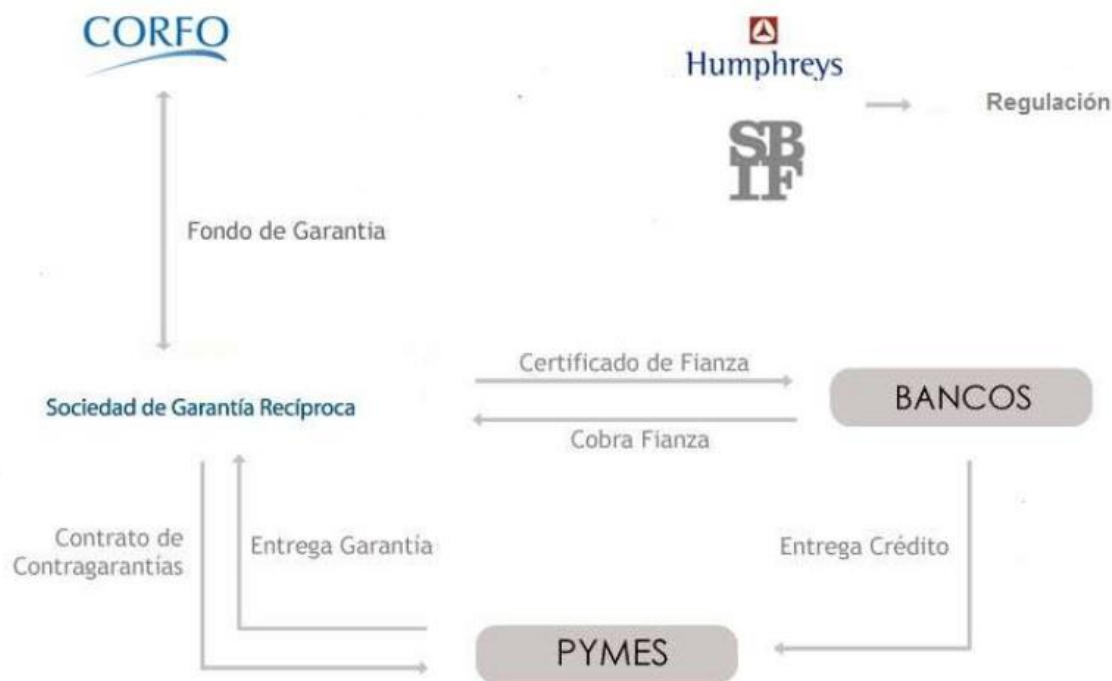 CORFO
Humphreys
Regulación
SB
IF
Fondo de Garantia
Certificado de Fianza
BANCOS
Sociedad de Garantía Recíproca
Cobra Fianza
Contrato de
Contragarantías
Entrega Garantía
Entrega Crédito
PYMES